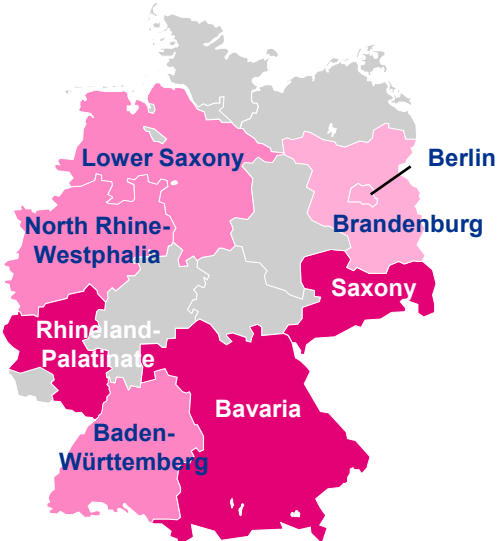 Lower Saxony
Berlin
North Rhine-
Westphalia
Brandenburg
Saxony
Rhineland-
Palatinate
Bavaria
Baden-
Württemberg